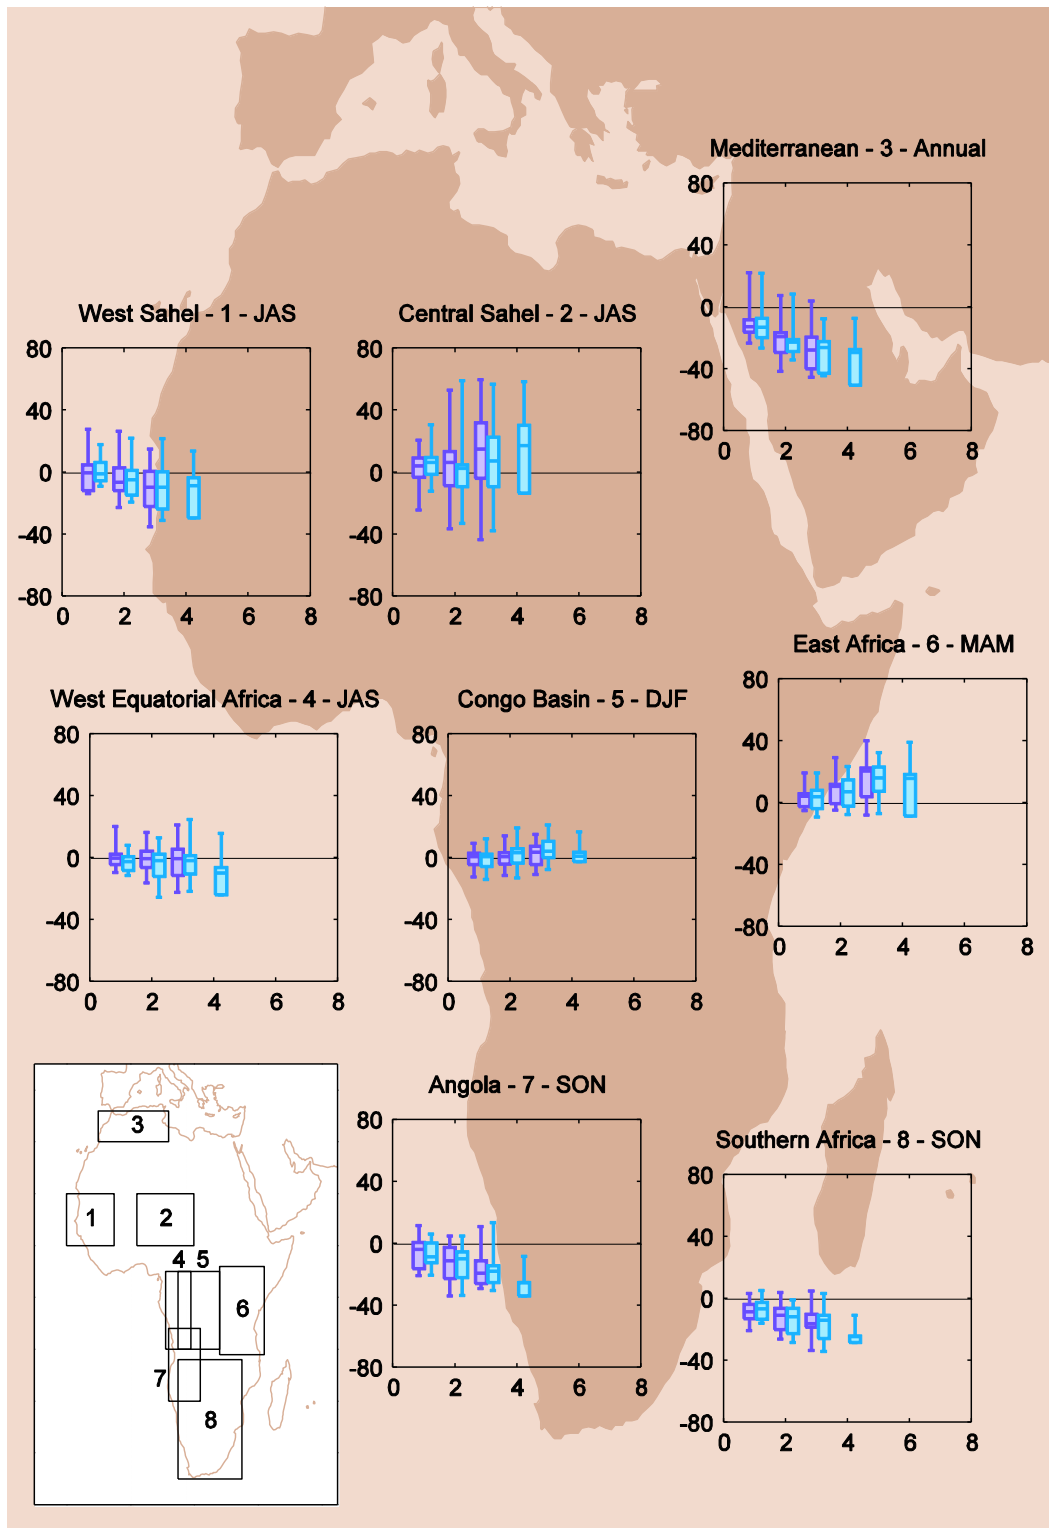 Mediterranean - 3 - Annual
80
40
0
-40
-80
0 2 4 6 8
West Sahel - 1 - JAS
80
40
0
-40
-80
0 2 4 6 8
Central Sahel - 2 - JAS
80
40
0
-40
-80
0 2 4 6 8
East Africa - 6 - MAM
80
40
0
-40
-80
0 2 4 6 8
West Equatorial Africa - 4 - JAS
80
40
0
-40
-80
0 2 4 6 8
Congo Basin - 5 - DJF
80
40
0
-40
-80
0 2 4 6 8
Angola - 7 - SON
80
40
0
-40
-80
0 2 4 6 8
Southern Africa - 8 - SON
80
40
0
-40
-80
0 2 4 6 8
3
1 2
4 5
6
7
8